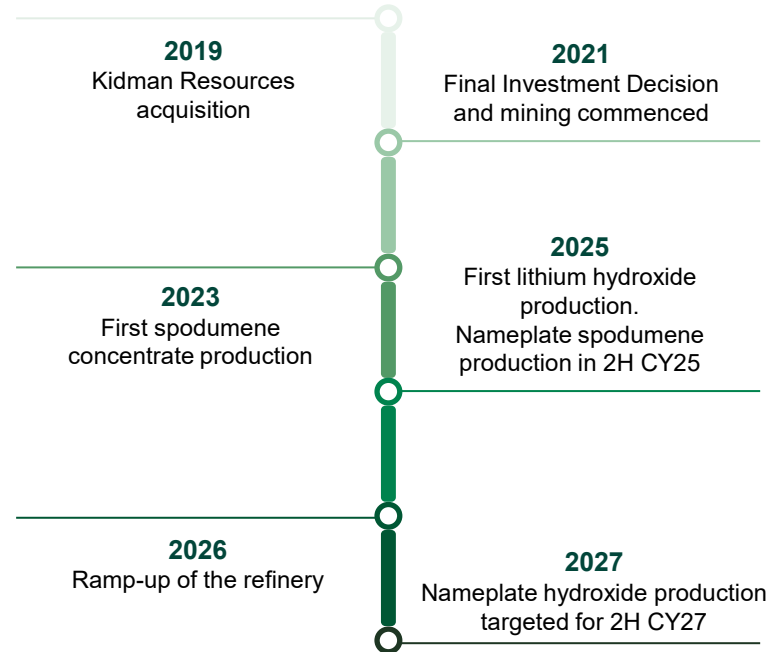 2019
Kidman Resources
acquisition
2021
Final Investment Decision
and mining commenced
2023
First spodumene
concentrate production
2025
First lithium hydroxide
production.
Nameplate spodumene
production in 2H CY25
2026
Ramp-up of the refinery
2027
Nameplate hydroxide production
targeted for 2H CY27